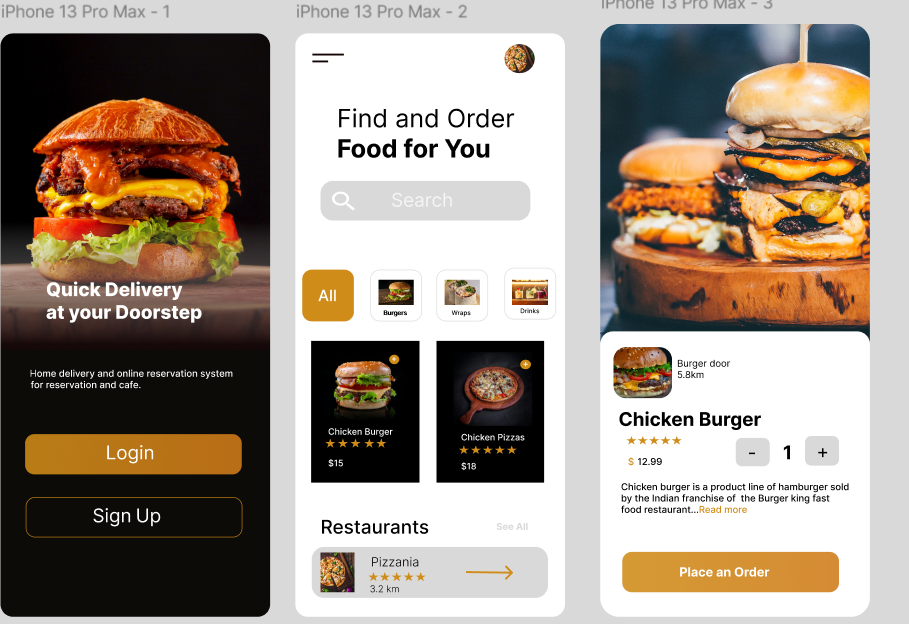 iPhone 13 Pro Max - 1
Quick Delivery
at your Doorstep
Home delivery and online reservation system
for reservation and cafe.
Login
Sign Up
iPhone 13 Pro Max - 2
Find and Order
Food for You
Search
All
Burgers
Wraps
Drinks
Chicken Burger
$15
Chicken Pizzas
$18
Restaurants
See All
Pizzania
3.2 km
iPhone 13 Pro Max - 3
Burger door
5.8km
Chicken Burger
$ 12.99
- 1 +
Chicken burger is a product line of hamburger sold
by the Indian franchise of the Burger king fast
food restaurant...Read more
Place an Order